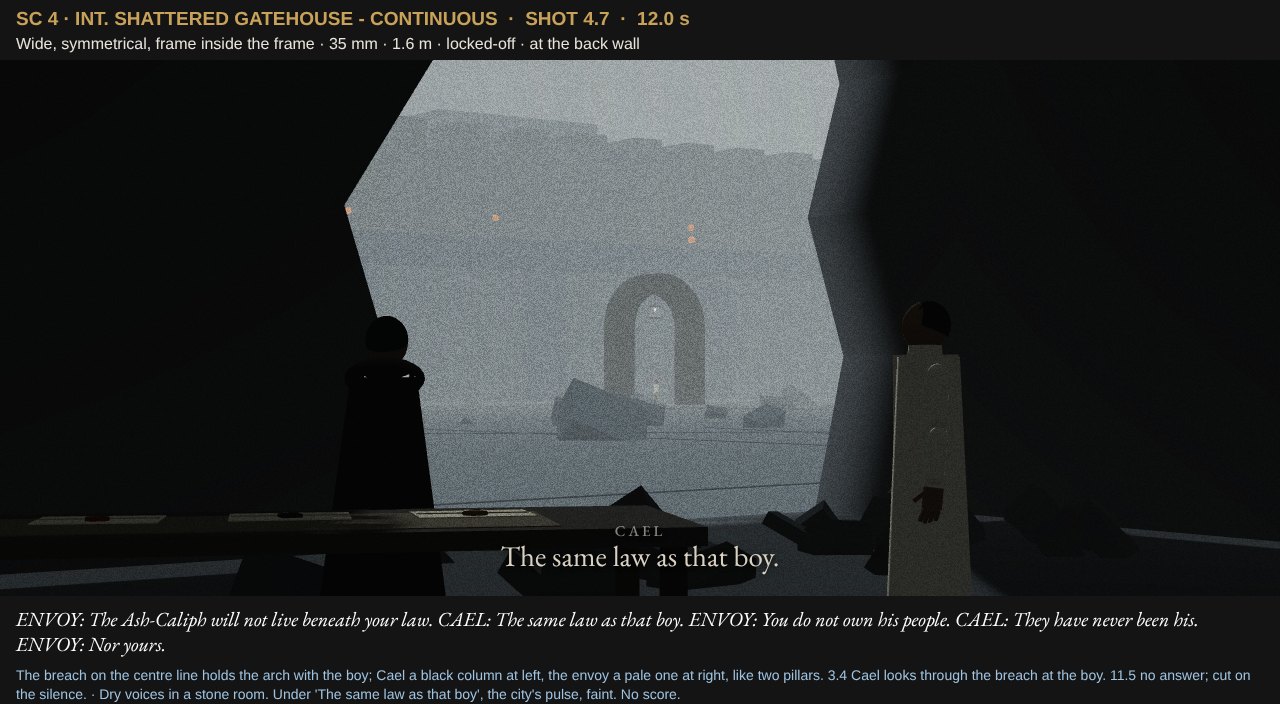 SC 4 · INT. SHATTERED GATEHOUSE - CONTINUOUS · SHOT 4.7 · 12.0 s
Wide, symmetrical, frame inside the frame · 35 mm · 1.6 m · locked-off · at the back wall
CAEL
The same law as that boy.
ENVOY: The Ash-Caliph will not live beneath your law. CAEL: The same law as that boy. ENVOY: You do not own his people. CAEL: They have never been his.
ENVOY: Nor yours.
The breach on the centre line holds the arch with the boy; Cael a black column at left, the envoy a pale one at right, like two pillars. 3.4 Cael looks through the breach at the boy. 11.5 no answer; cut on
the silence. · Dry voices in a stone room. Under 'The same law as that boy', the city's pulse, faint. No score.